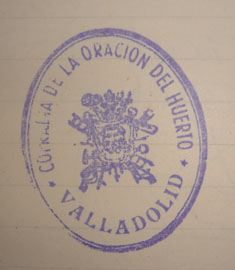 COFRADIA DE LA ORACION DEL HUERTO
* VALLADOLID *